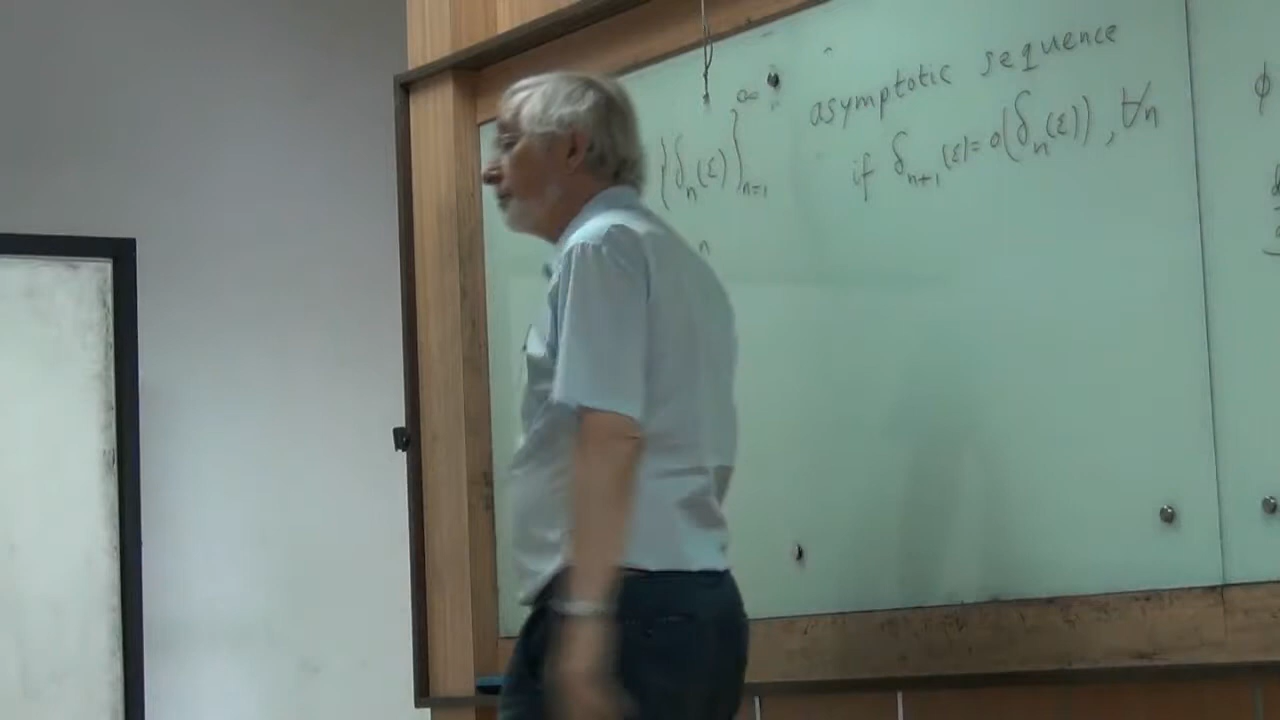 asymptotic sequence
{δₙ(ε)}ₙ₌₁^∞ if δₙ₊₁(ε)=o(δₙ(ε)), ∀n
n
ϕ